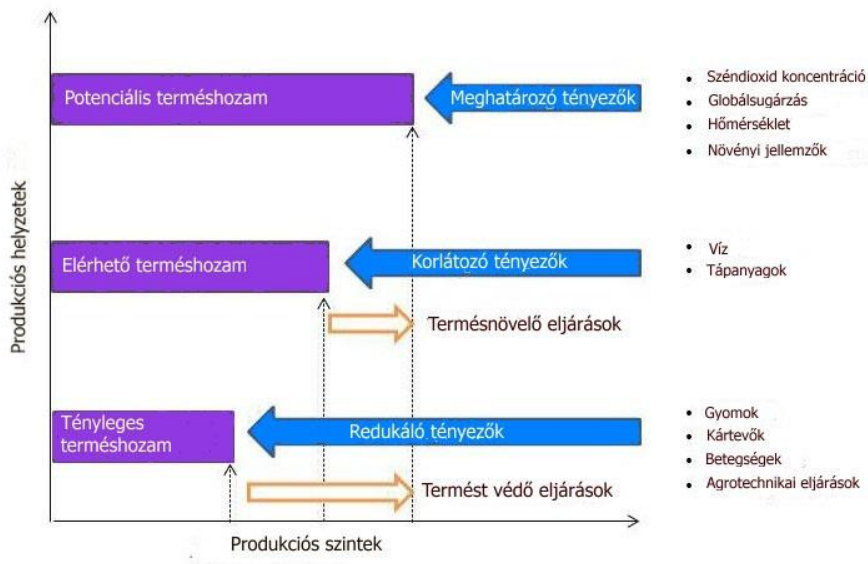 Produkciós helyzetek
Potenciális terméshozam
Meghatározó tényezők
• Széndioxid koncentráció
• Globálsugárzás
• Hőmérséklet
• Növényi jellemzők
Elérhető terméshozam
Korlátozó tényezők
• Víz
• Tápanyagok
Termésnövelő eljárások
Tényleges
terméshozam
Redukáló tényezők
• Gyomok
• Kártevők
• Betegségek
• Agrotechnikai eljárások
Termést védő eljárások
Produkciós szintek